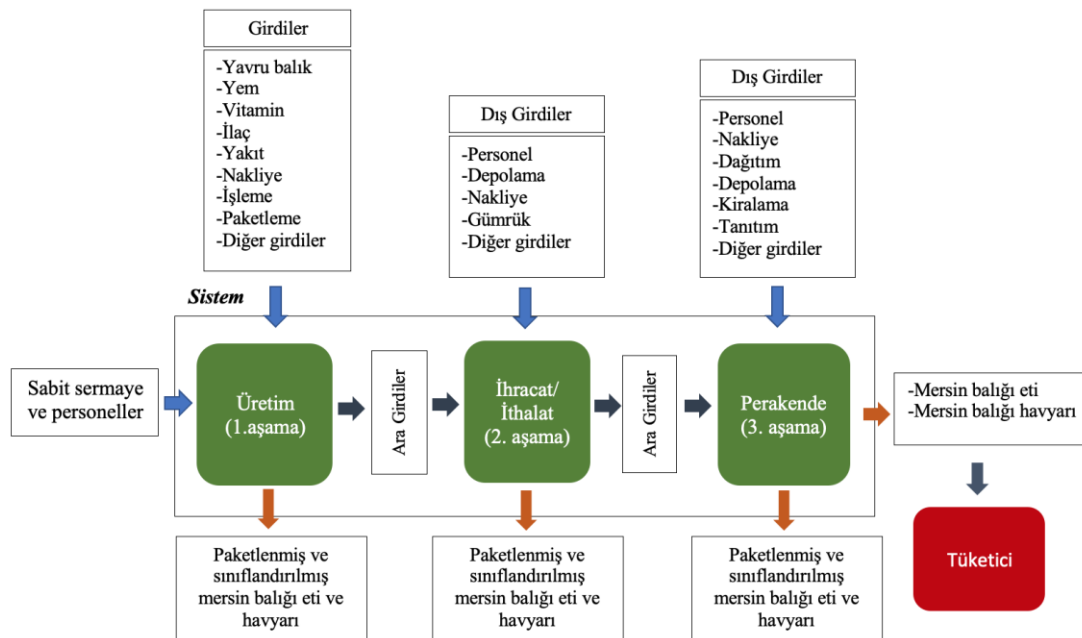 Girdiler
-Yavru balık
-Yem
-Vitamin
-İlaç
-Yakıt
-Nakliye
-İşleme
-Paketleme
-Diğer girdiler
Dış Girdiler
-Personel
-Depolama
-Nakliye
-Gümrük
-Diğer girdiler
Dış Girdiler
-Personel
-Nakliye
-Dağıtım
-Depolama
-Kiralama
-Tanıtım
-Diğer girdiler
Sistem
Sabit sermaye
ve personeller
Üretim
(1.aşama)
Ara Girdiler
İhracat/
İthalat
(2. aşama)
Ara Girdiler
Perakende
(3. aşama)
-Mersin balığı eti
-Mersin balığı havyarı
Tüketici
Paketlenmiş ve
sınıflandırılmış
mersin balığı eti ve
havyarı
Paketlenmiş ve
sınıflandırılmış
mersin balığı eti ve
havyarı
Paketlenmiş ve
sınıflandırılmış
mersin balığı eti ve
havyarı